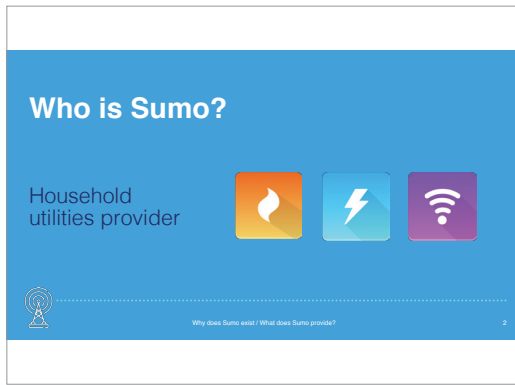 Who is Sumo?
Household
utilities provider
Why does Sumo exist / What does Sumo provide?
2